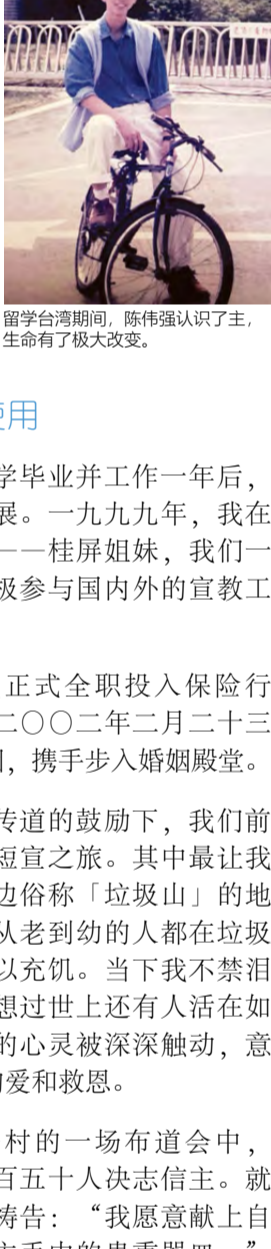 留学台湾期间，陈伟强认识了主，
生命有了极大改变。
使用
学毕业并工作一年后，
展。一九九九年，我在
——桂屏姐妹，我们一
极参与国内外的宣教工
正式全职投入保险行
二〇〇二年二月二十三
日，携手步入婚姻殿堂。
传道的鼓励下，我们前
短宣之旅。其中最让我
边俗称「垃圾山」的地
从老到幼的人都在垃圾
以充饥。当下我不禁泪
想过世上还有人活在如
的心灵被深深触动，意
的爱和救恩。
村的一场布道会中，
百五十人决志信主。就
祷告：“我愿意献上自